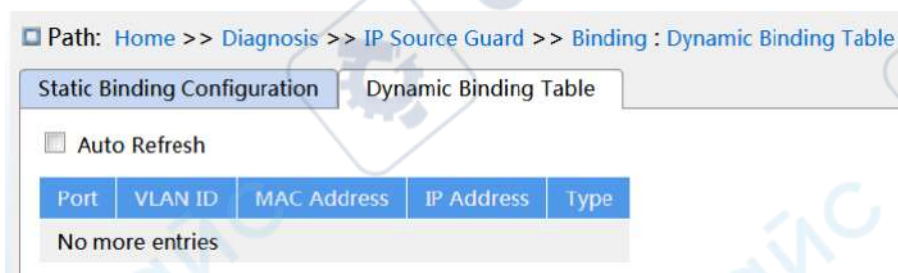 Path: Home >> Diagnosis >> IP Source Guard >> Binding : Dynamic Binding Table
Static Binding Configuration Dynamic Binding Table
Auto Refresh
Port VLAN ID MAC Address IP Address Type
No more entries